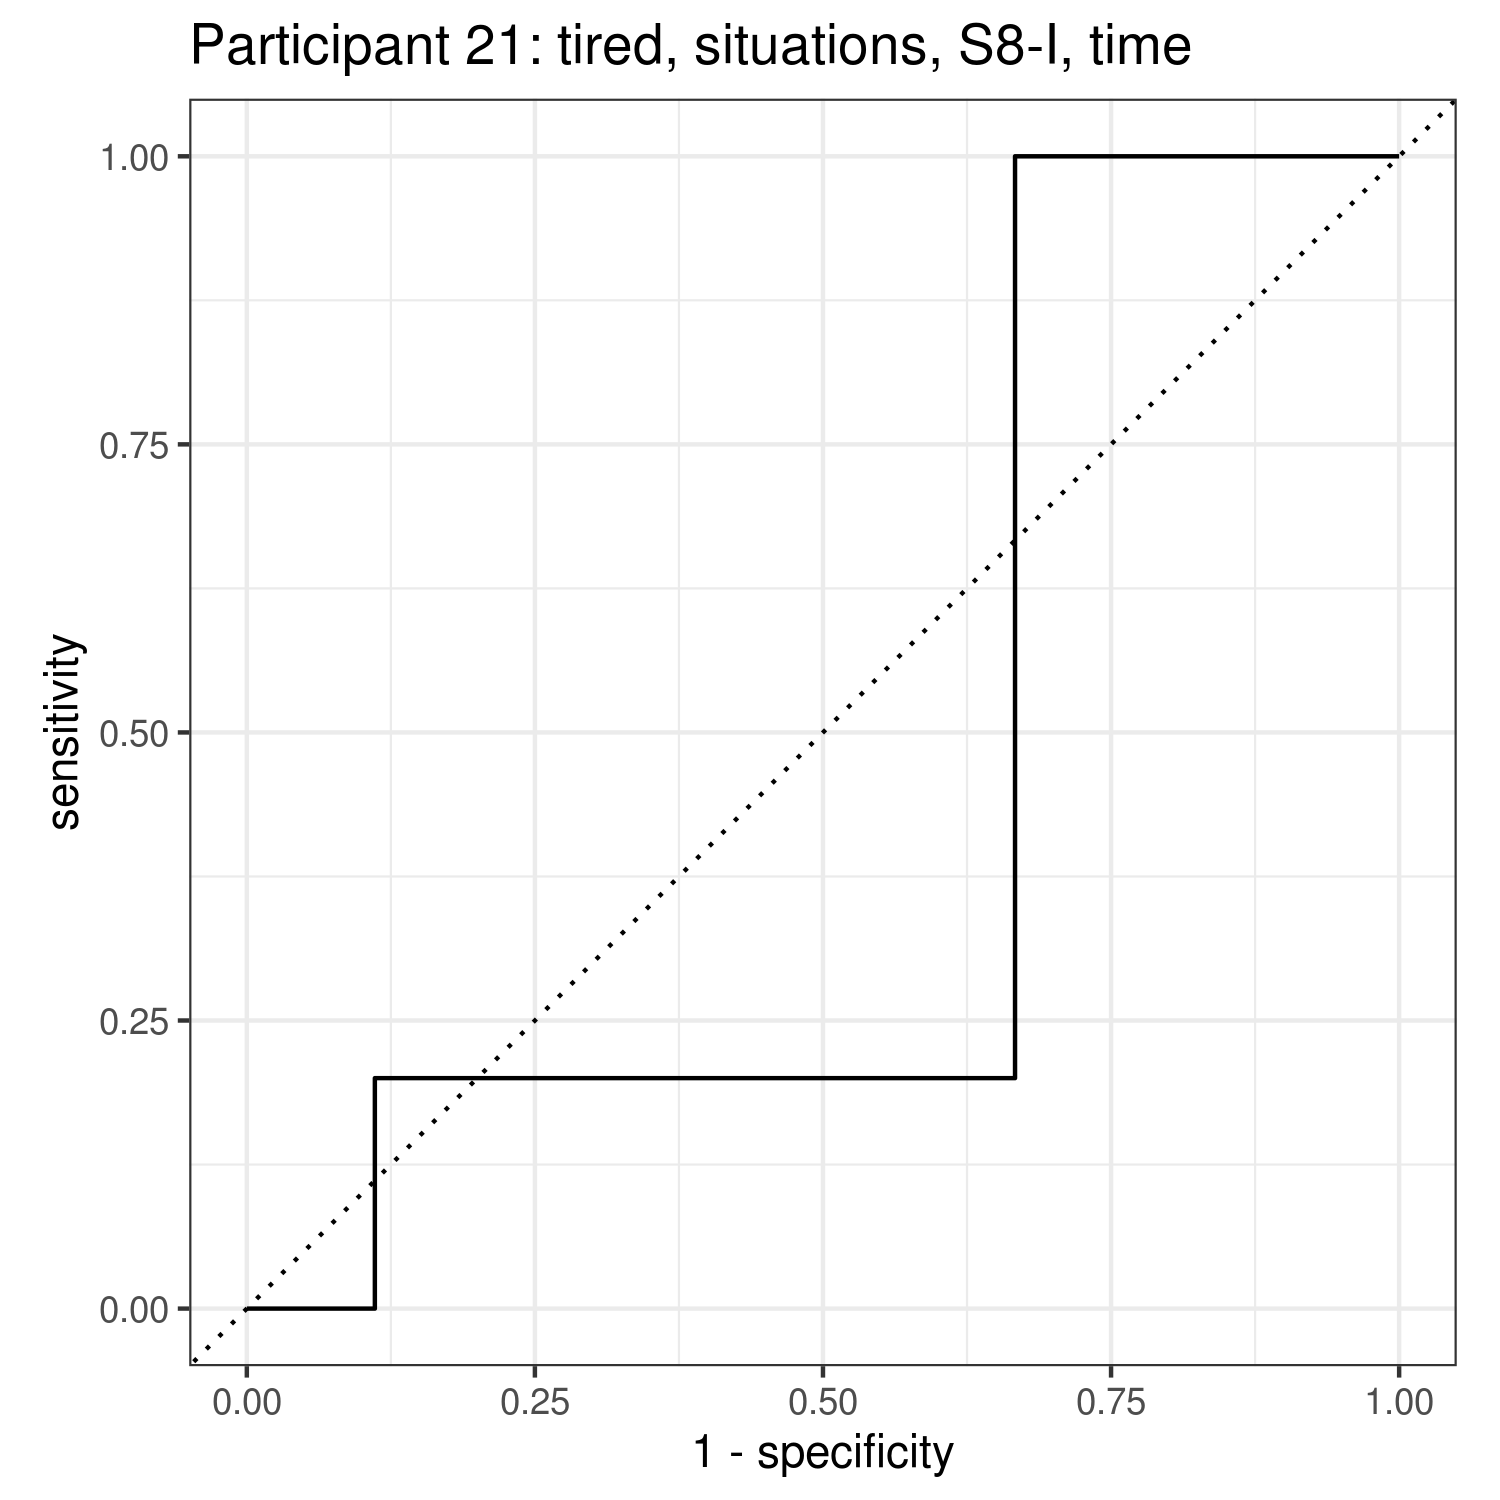 Participant 21: tired, situations, S8-I, time
1.00
0.75
0.50
0.25
0.00
sensitivity
0.00 0.25 0.50 0.75 1.00
1 - specificity